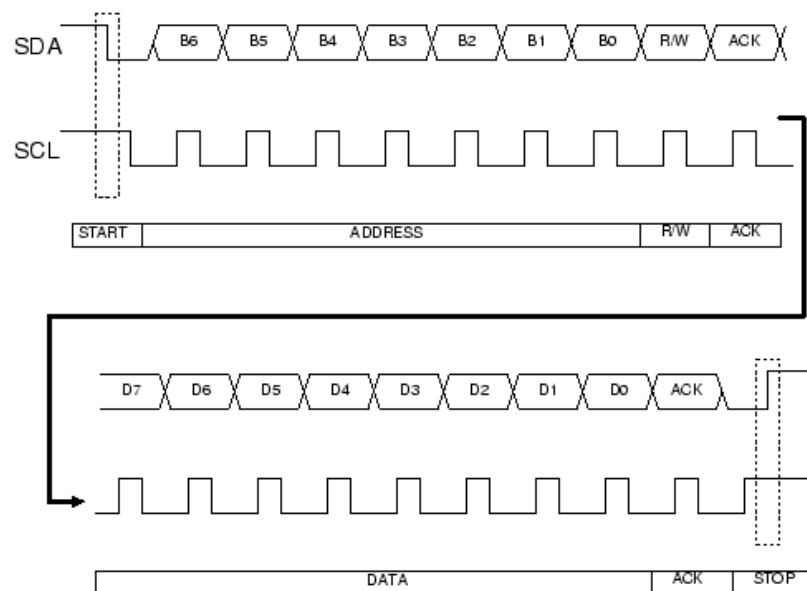 SDA B6 B5 B4 B3 B2 B1 B0 R/W ACK
SCL
START ADDRESS R/W ACK
D7 D6 D5 D4 D3 D2 D1 D0 ACK
DATA ACK STOP